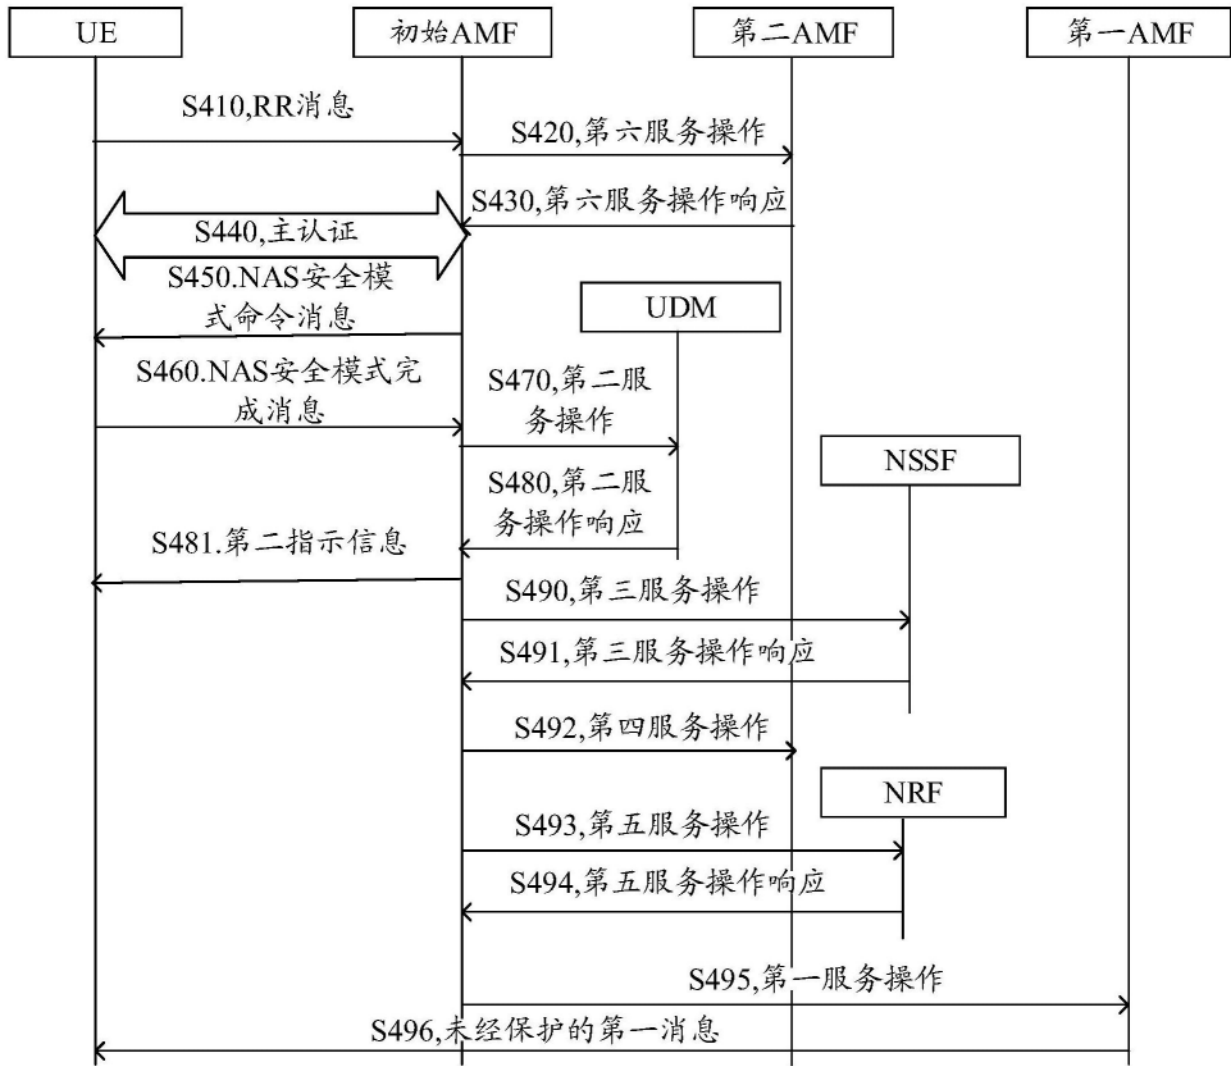 UE
初始AMF
第二AMF
第一AMF
S410,RR消息
S420,第六服务操作
S430,第六服务操作响应
S440,主认证
S450.NAS安全模
式命令消息
UDM
S460.NAS安全模式完
成消息
S470,第二服
务操作
NSSF
S480,第二服
务操作响应
S481.第二指示信息
S490,第三服务操作
S491,第三服务操作响应
S492,第四服务操作
NRF
S493,第五服务操作
S494,第五服务操作响应
S495,第一服务操作
S496,未经保护的第一消息